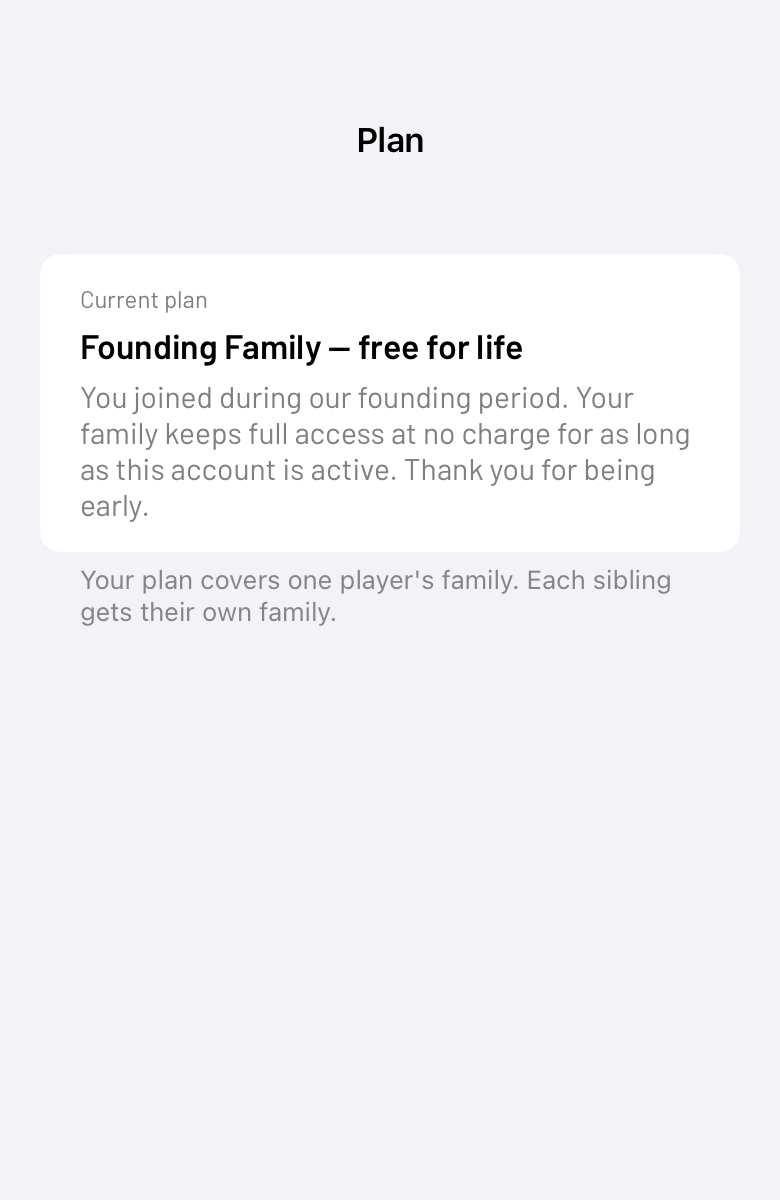 Plan
Current plan
Founding Family — free for life
You joined during our founding period. Your
family keeps full access at no charge for as long
as this account is active. Thank you for being
early.
Your plan covers one player's family. Each sibling
gets their own family.